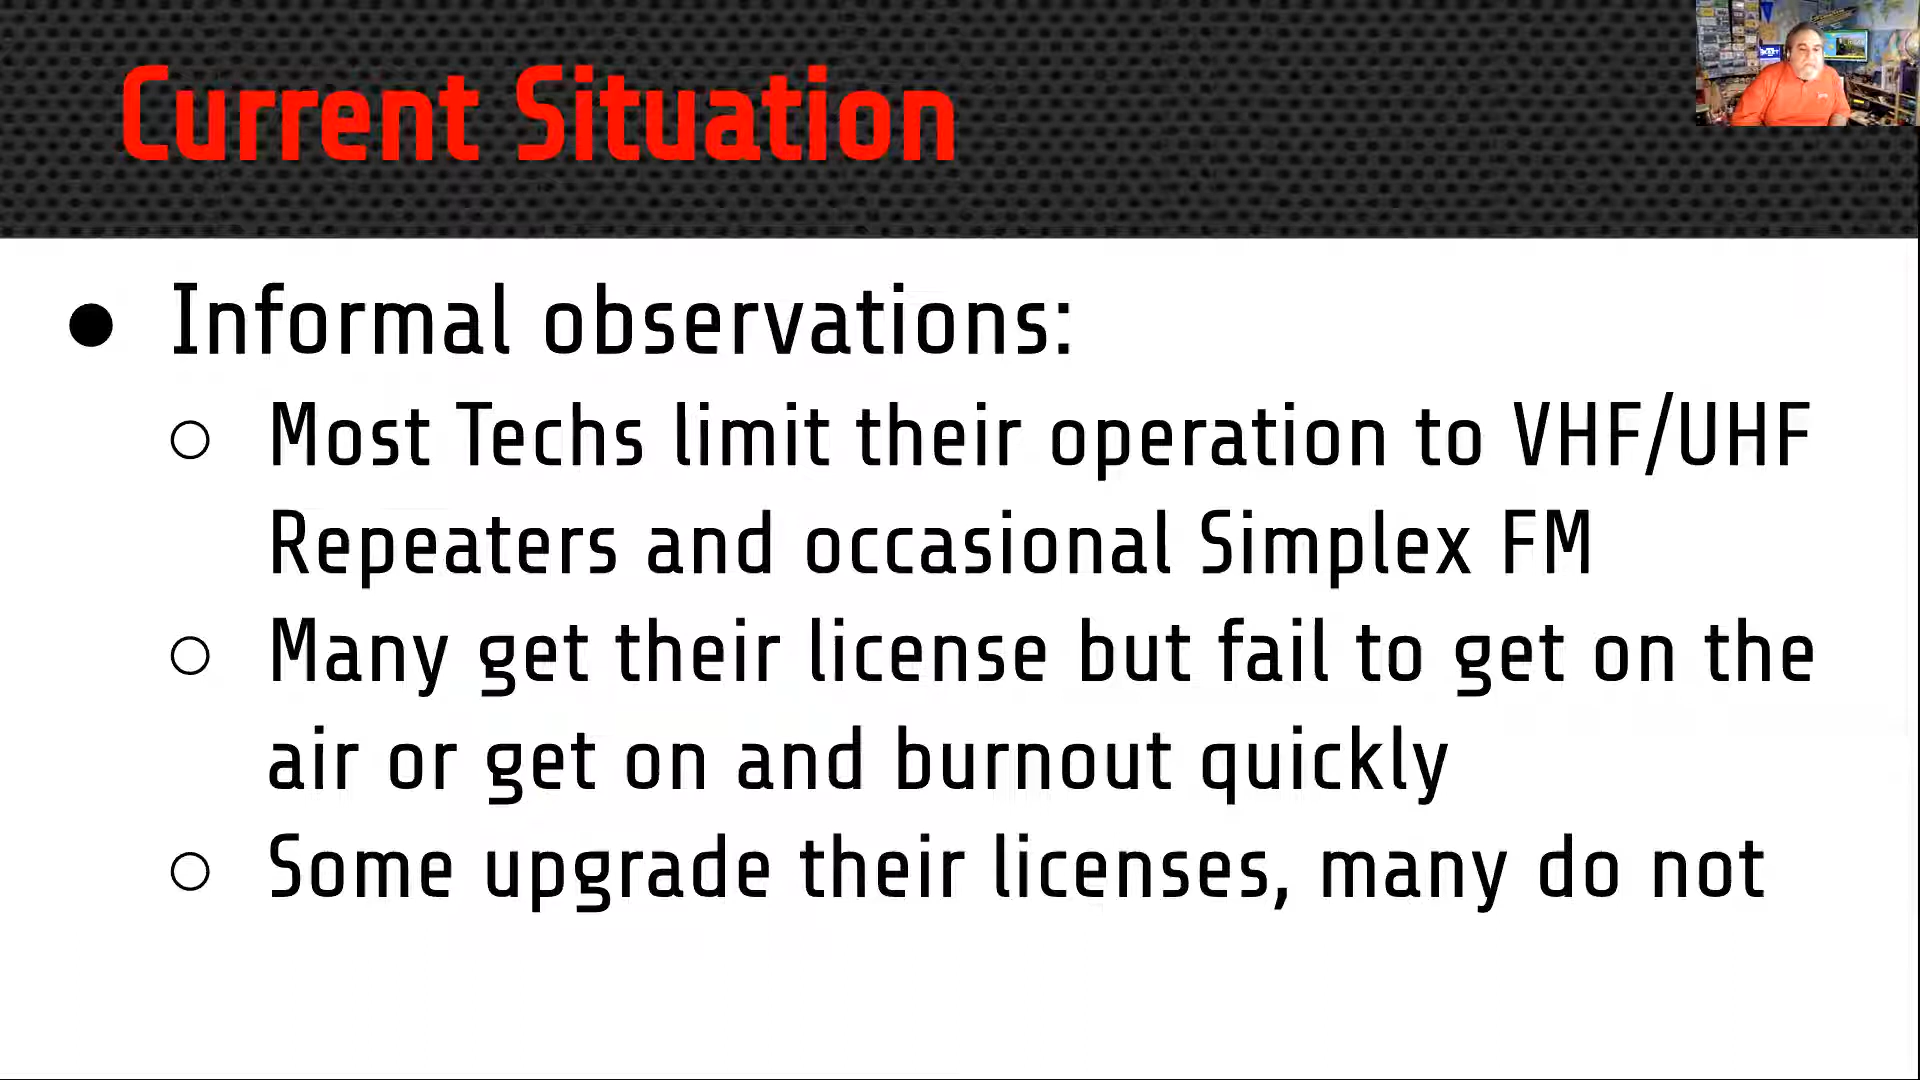 Current Situation
● Informal observations:
○ Most Techs limit their operation to VHF/UHF
Repeaters and occasional Simplex FM
○ Many get their license but fail to get on the
air or get on and burnout quickly
○ Some upgrade their licenses, many do not